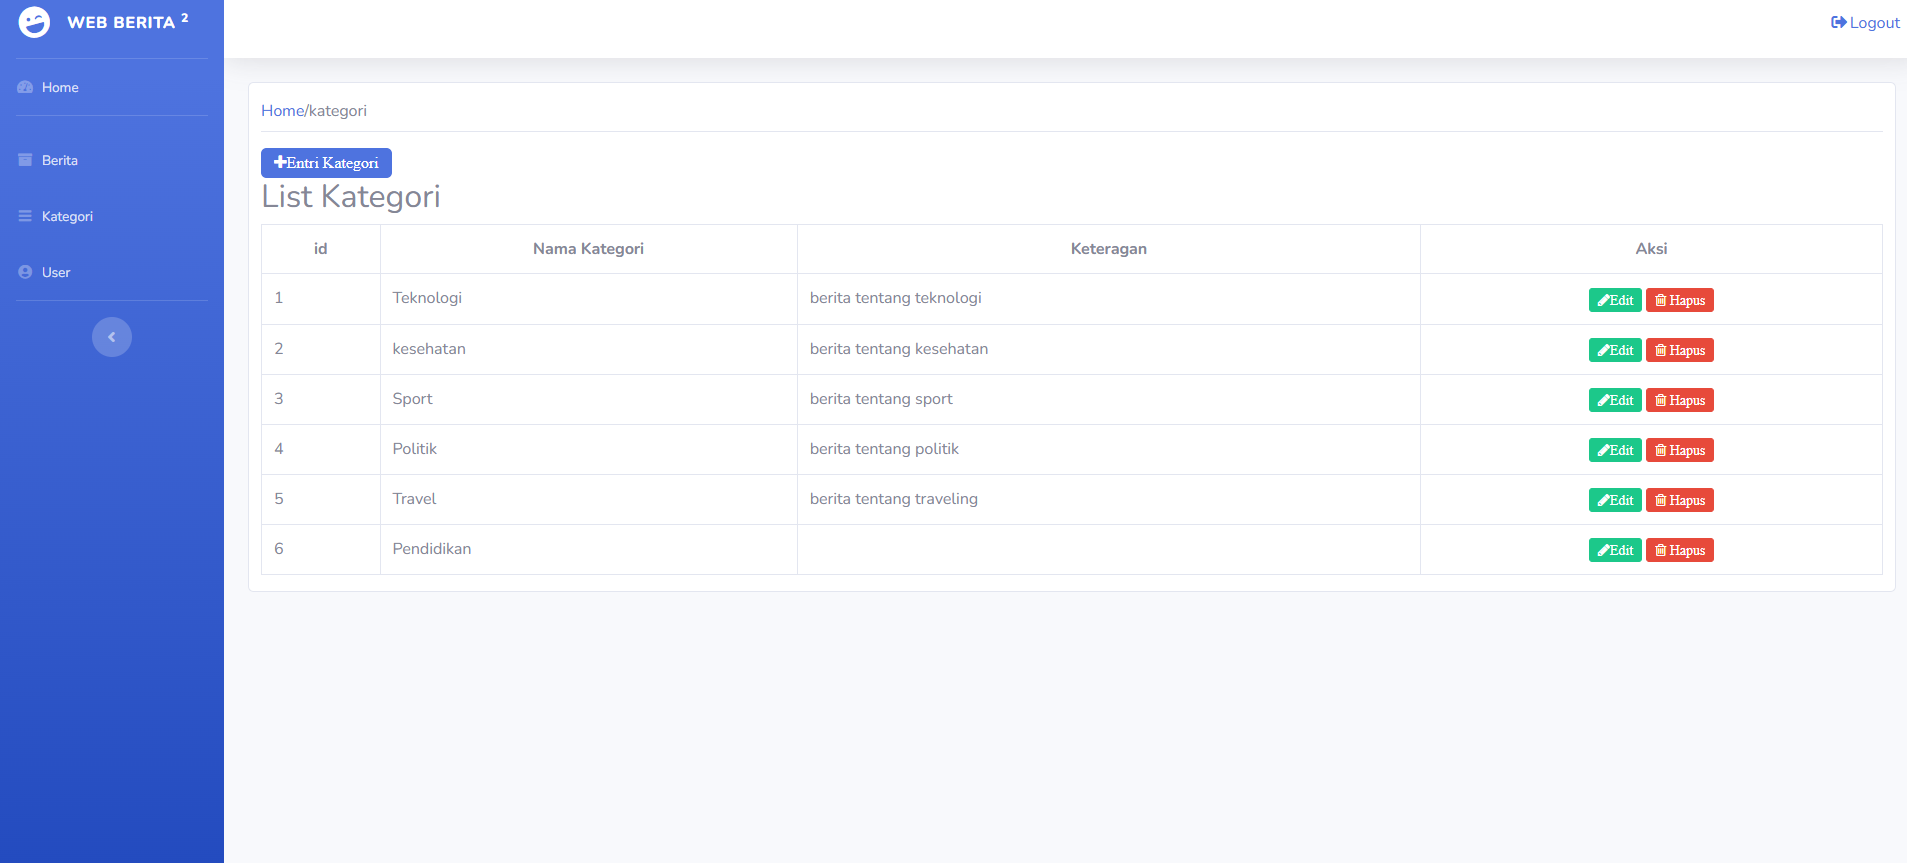 WEB BERITA 2
Logout
Home
Berita
Kategori
User
Home/kategori
Entri Kategori
List Kategori
id Nama Kategori Keteragan Aksi
1 Teknologi berita tentang teknologi Edit Hapus
2 kesehatan berita tentang kesehatan Edit Hapus
3 Sport berita tentang sport Edit Hapus
4 Politik berita tentang politik Edit Hapus
5 Travel berita tentang traveling Edit Hapus
6 Pendidikan Edit Hapus